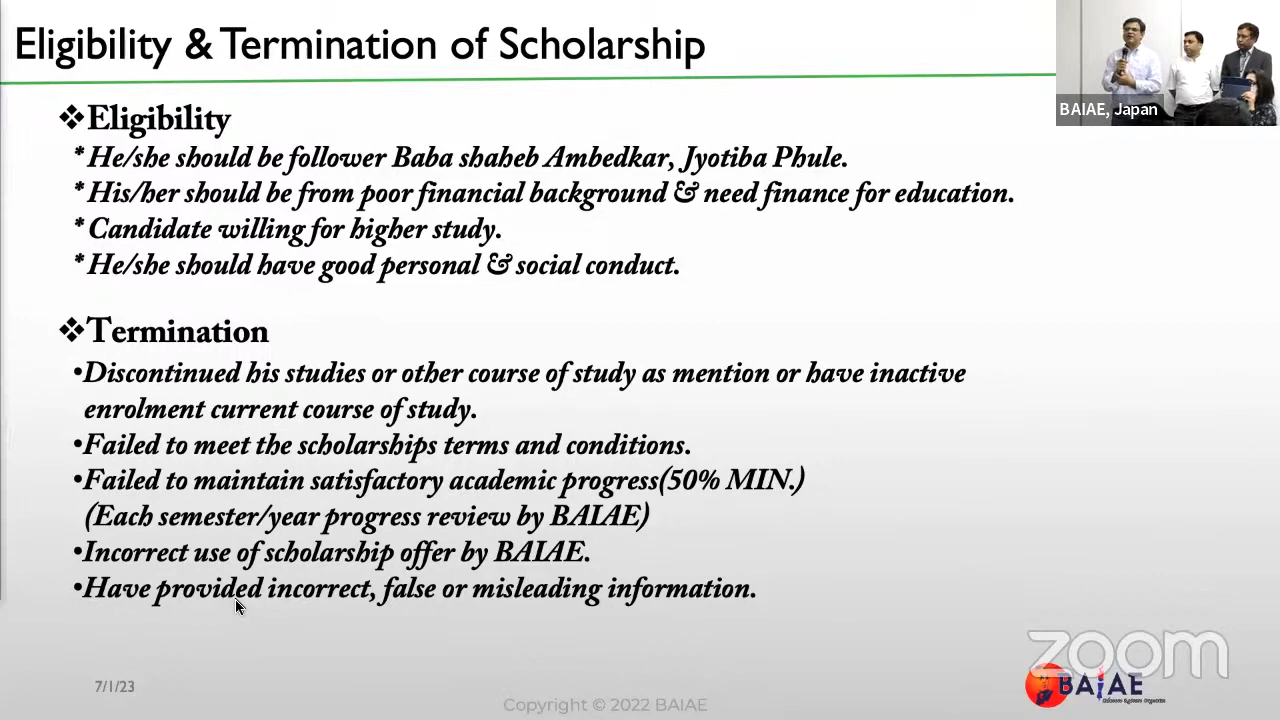 Eligibility & Termination of Scholarship
BAIAE, Japan
❖Eligibility
* He/she should be follower Baba shaheb Ambedkar, Jyotiba Phule.
* His/her should be from poor financial background & need finance for education.
* Candidate willing for higher study.
* He/she should have good personal & social conduct.
❖Termination
•Discontinued his studies or other course of study as mention or have inactive
enrolment current course of study.
•Failed to meet the scholarships terms and conditions.
•Failed to maintain satisfactory academic progress(50% MIN.)
(Each semester/year progress review by BAIAE)
•Incorrect use of scholarship offer by BAIAE.
•Have provided incorrect, false or misleading information.
zoom
7/1/23
BAIAE
Copyright © 2022 BAIAE